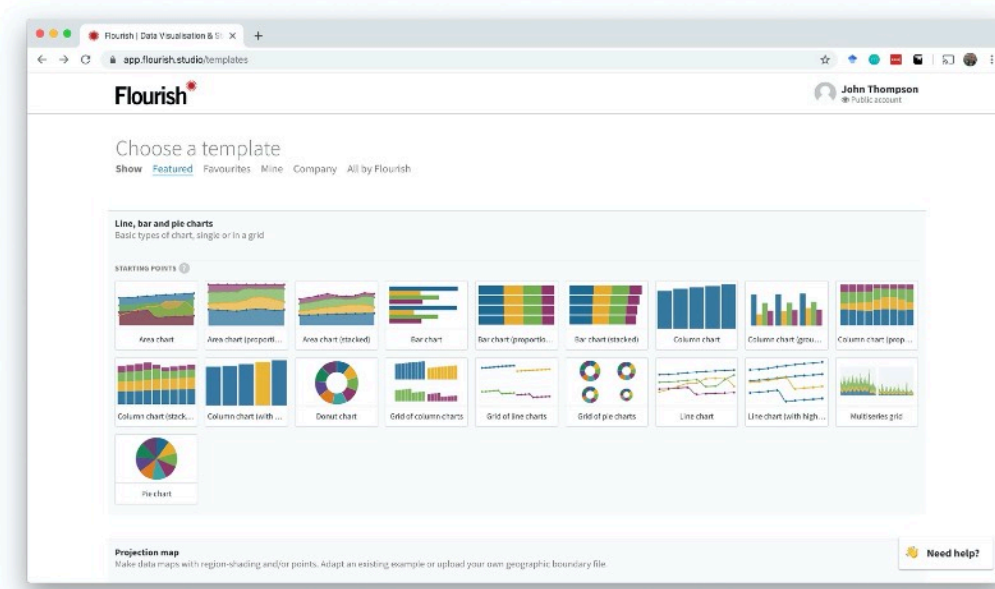 Flourish | Data Visualisation & St
app.flourish.studio/templates
Flourish
John Thompson
Public account
Choose a template
Show Featured Favourites Mine Company All by Flourish
Line, bar and pie charts
Basic types of chart, single or in a grid
STARTING POINTS ?
Area chart Area chart (proporti... Area chart (stacked) Bar chart Bar chart (proportio... Bar chart (stacked) Column chart Column chart (grou... Column chart (prop...
Column chart (stack... Column chart (with ... Donut chart Grid of column charts Grid of line charts Grid of pie charts Line chart Line chart (with high... Multiseries grid
Pie chart
Projection map
Make data maps with region-shading and/or points. Adapt an existing example or upload your own geographic boundary file
Need help?